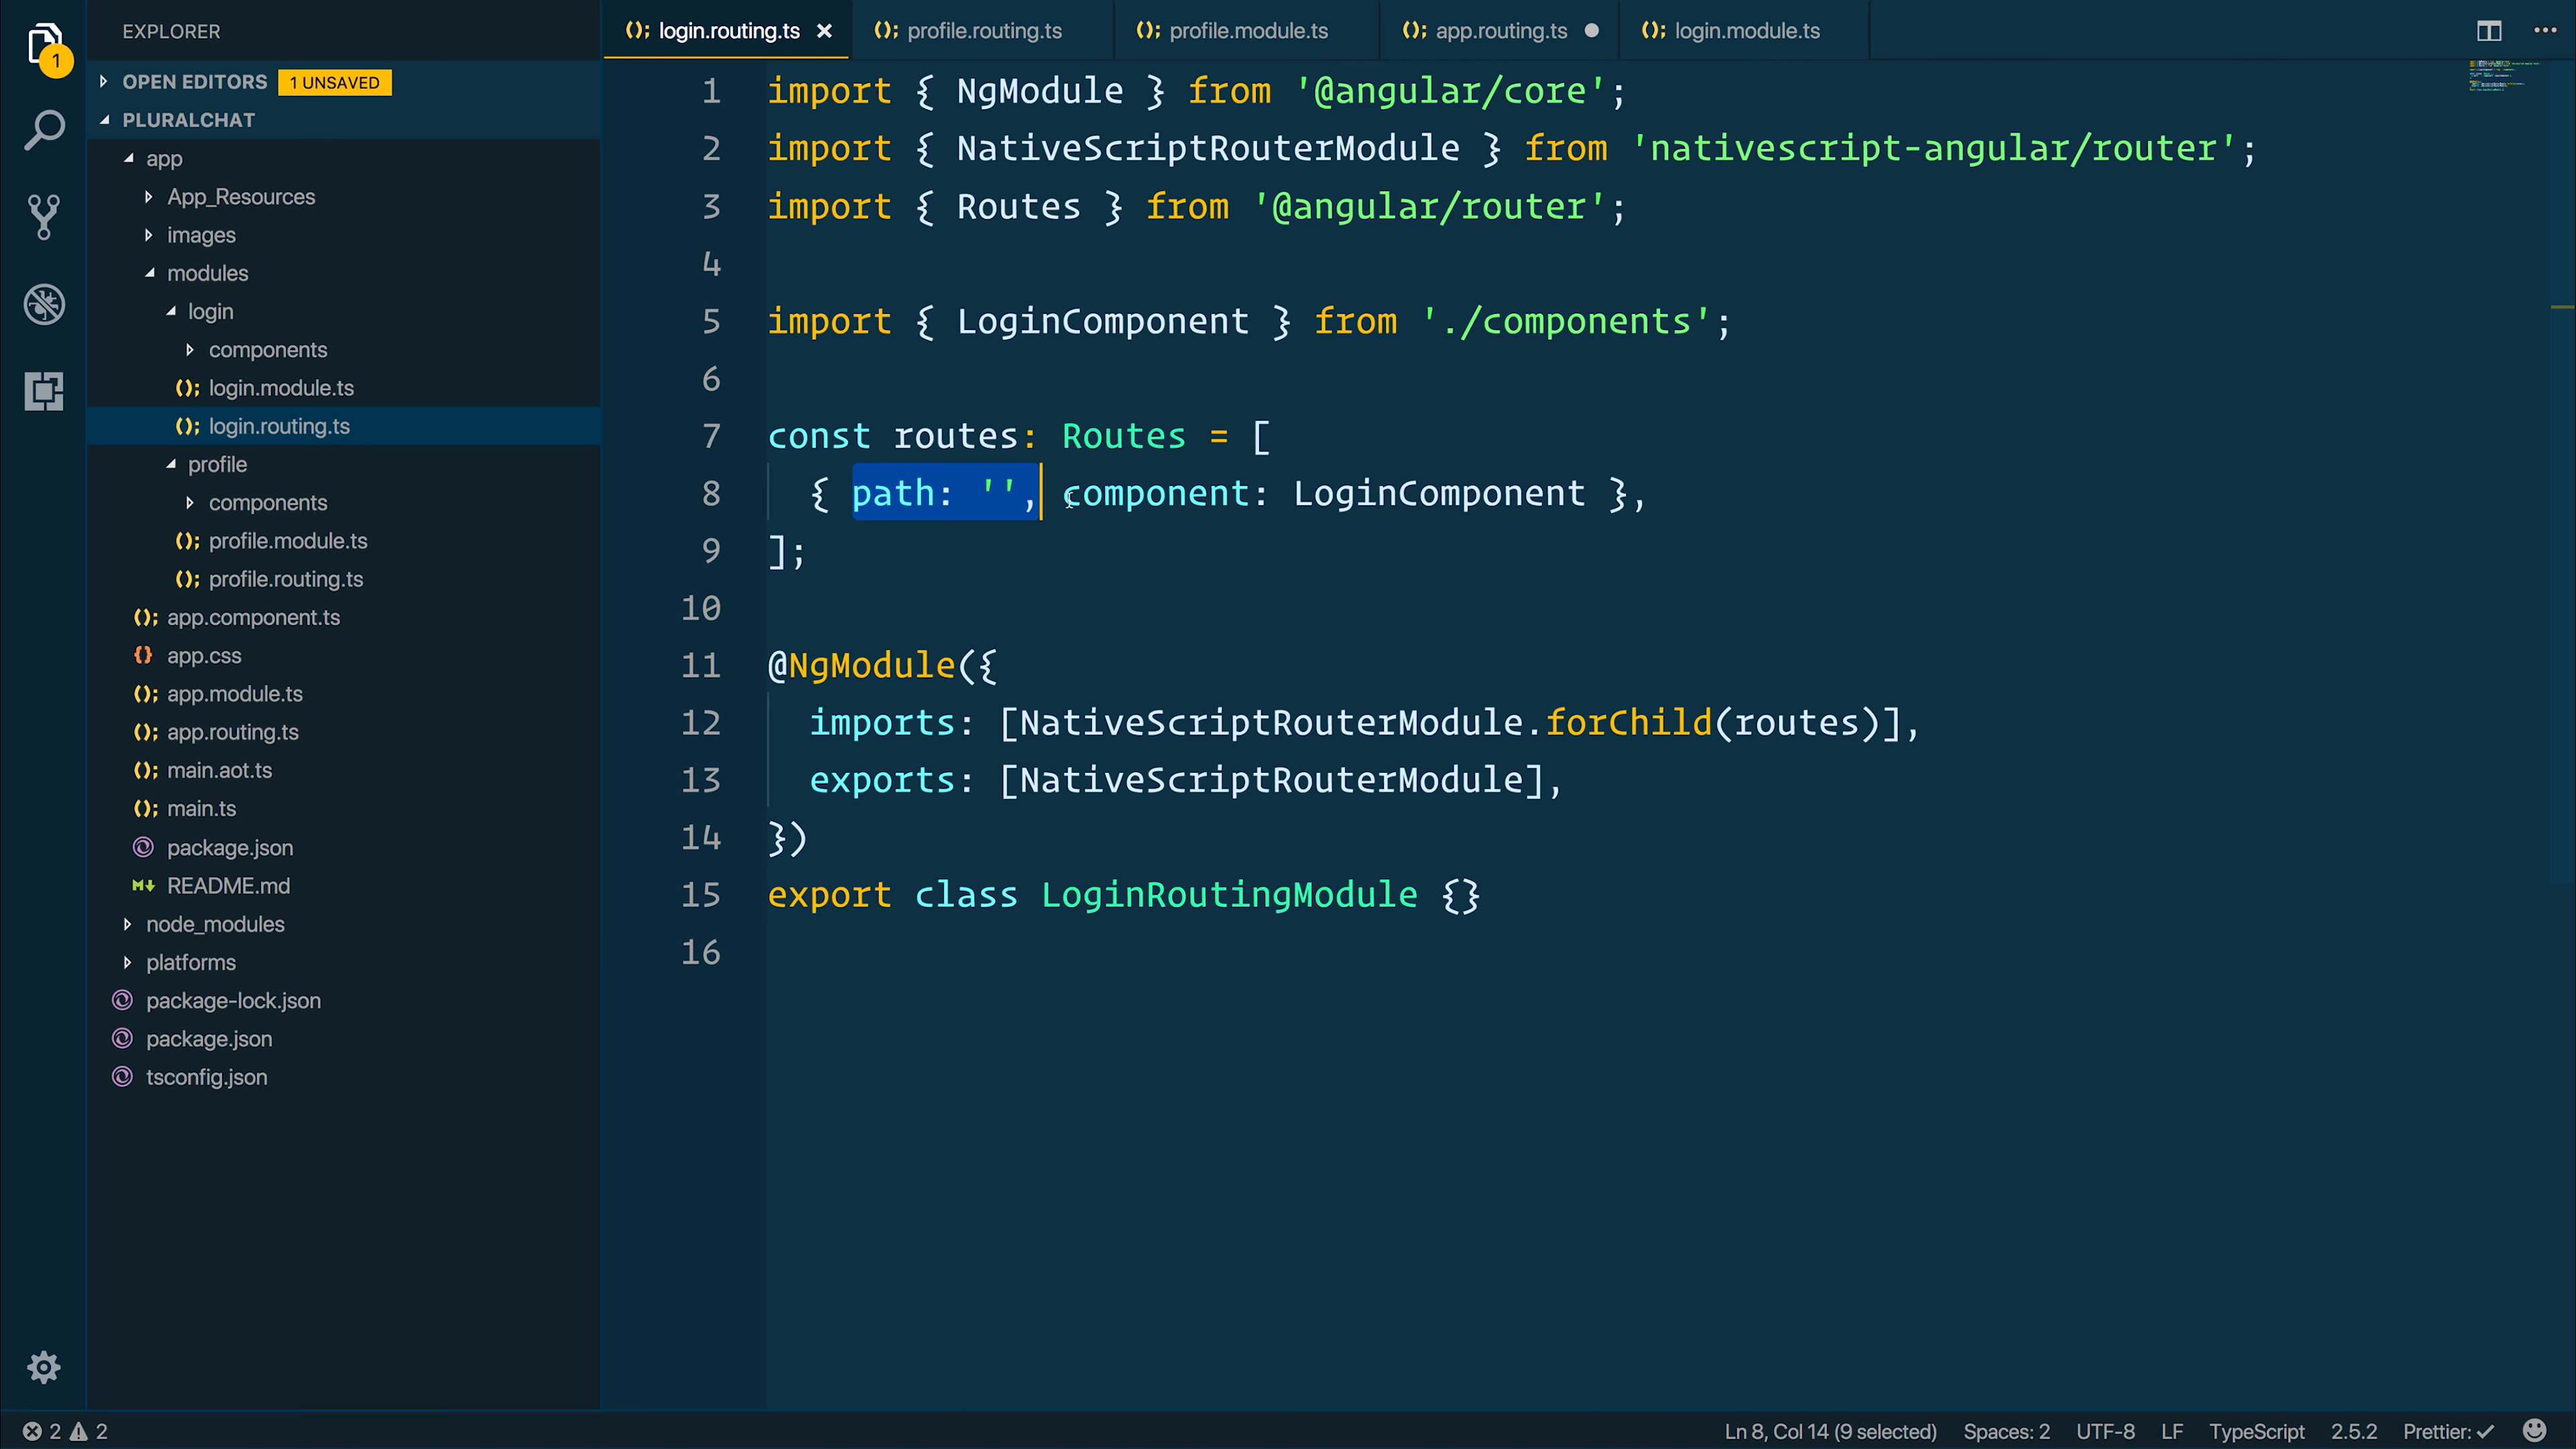 1
EXPLORER
OPEN EDITORS 1 UNSAVED
PLURALCHAT
app
App_Resources
images
modules
login
components
login.module.ts
login.routing.ts
profile
components
profile.module.ts
profile.routing.ts
app.component.ts
app.css
app.module.ts
app.routing.ts
main.aot.ts
main.ts
package.json
README.md
node_modules
platforms
package-lock.json
package.json
tsconfig.json
login.routing.ts profile.routing.ts profile.module.ts app.routing.ts login.module.ts
1 import { NgModule } from '@angular/core';
2 import { NativeScriptRouterModule } from 'nativescript-angular/router';
3 import { Routes } from '@angular/router';
4
5 import { LoginComponent } from './components';
6
7 const routes: Routes = [
8 { path: '', component: LoginComponent },
9 ];
10
11 @NgModule({
12 imports: [NativeScriptRouterModule.forChild(routes)],
13 exports: [NativeScriptRouterModule],
14 })
15 export class LoginRoutingModule {}
16
2 2 Ln 8, Col 14 (9 selected) Spaces: 2 UTF-8 LF TypeScript 2.5.2 Prettier: ✓